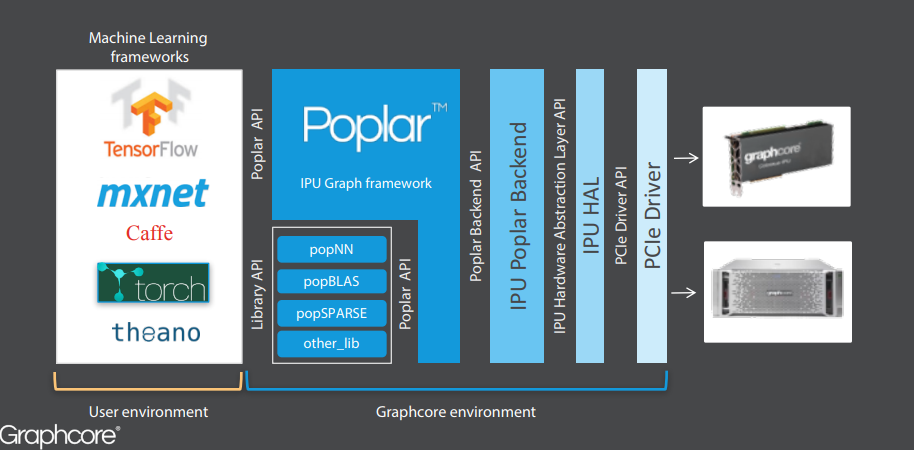 Machine Learning
frameworks
TensorFlow
mxnet
Caffe
torch
theano
Poplar API
Library API
Poplar™
IPU Graph framework
popNN
popBLAS
popSPARSE
other_lib
Poplar API
Poplar Backend API
IPU Poplar Backend
IPU Hardware Abstraction Layer API
IPU HAL
PCIe Driver API
PCIe Driver
graphcore
User environment
Graphcore environment
Graphcore®